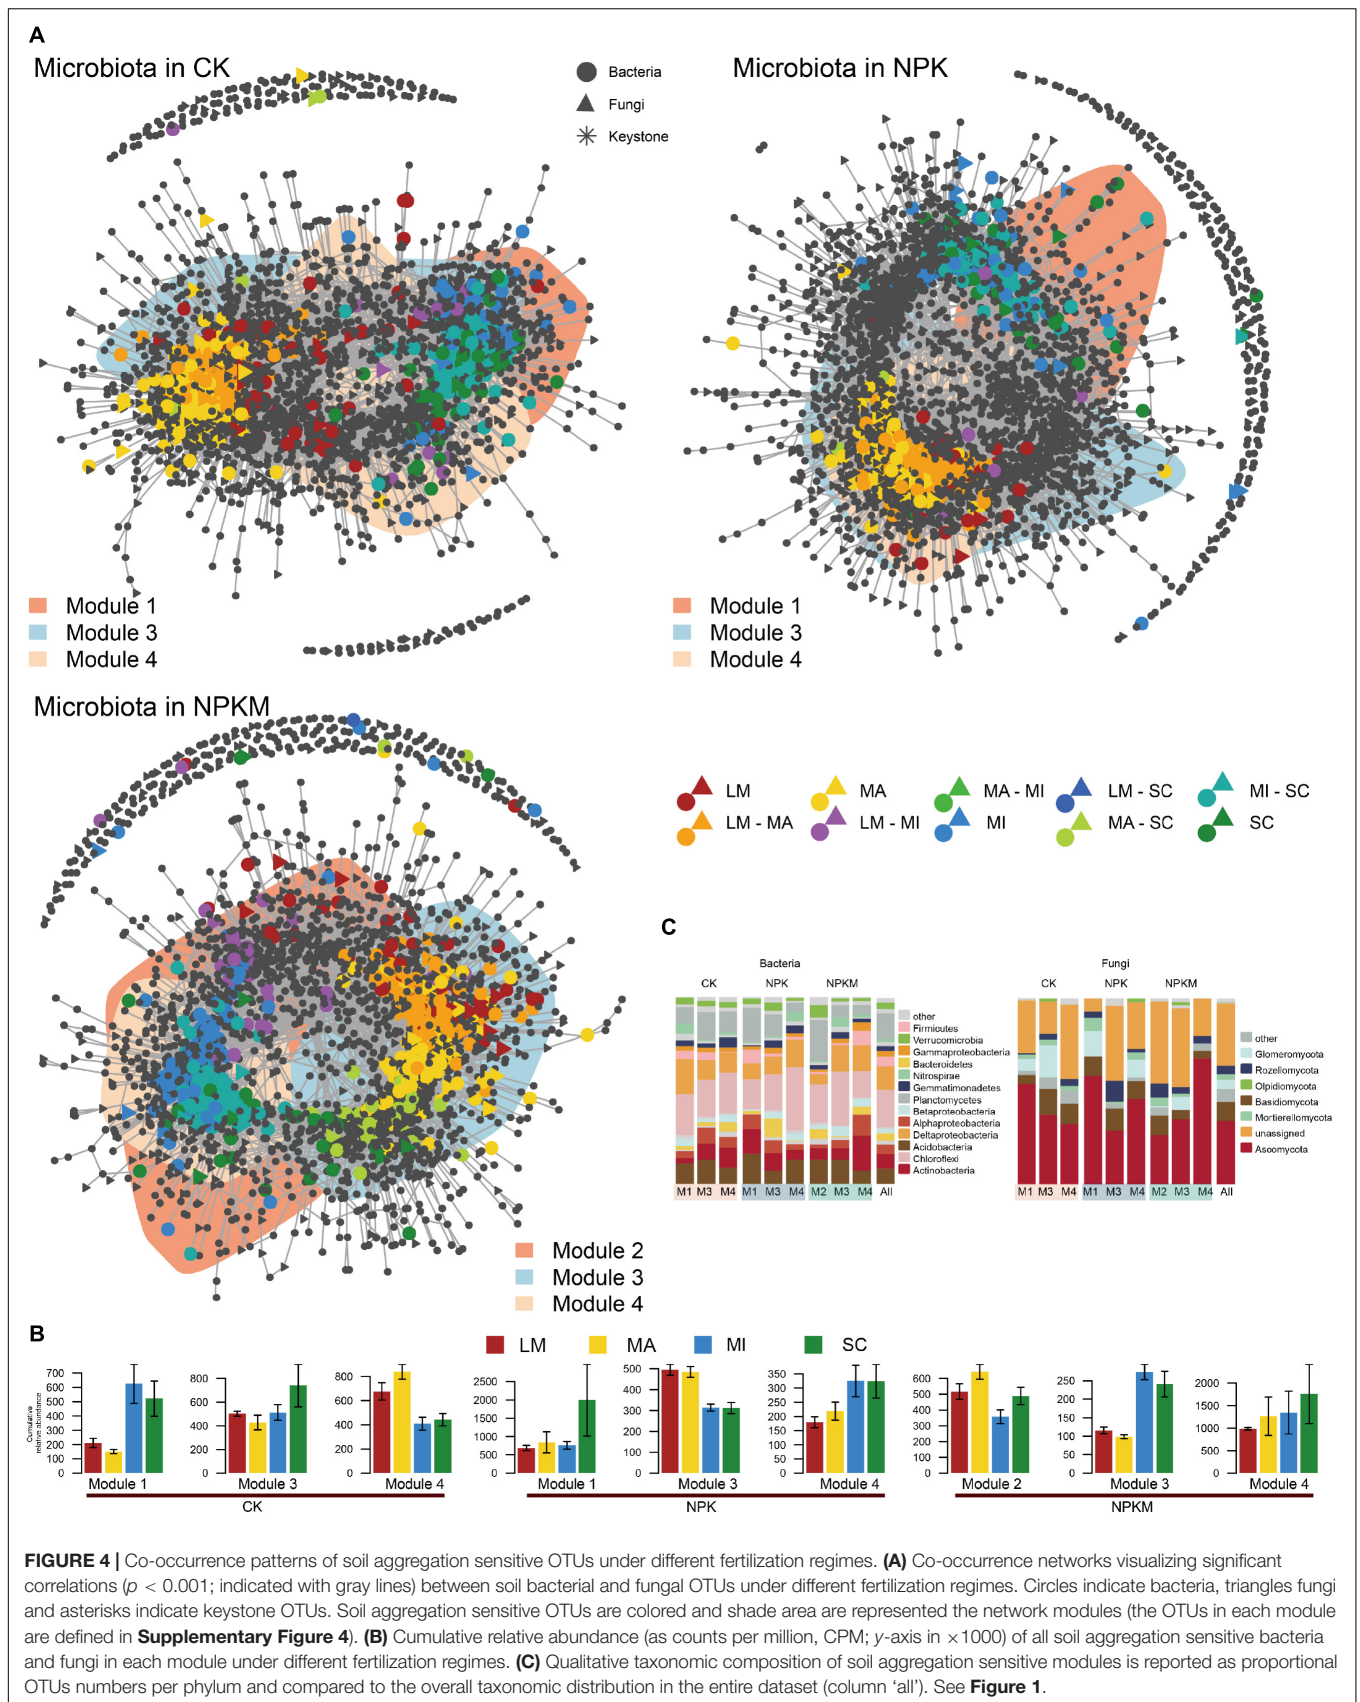 A
Microbiota in CK
Bacteria
Fungi
Keystone
Microbiota in NPK
Module 1
Module 3
Module 4
Module 1
Module 3
Module 4
Microbiota in NPKM
LM
MA
MA - MI
LM - SC
MI - SC
LM - MA
LM - MI
MI
MA - SC
SC
Module 2
Module 3
Module 4
C
Bacteria
CK NPK NPKM
other
Firmicutes
Verrucomicrobia
Gammaproteobacteria
Bacteroidetes
Nitrospirae
Gemmatimonadetes
Planctomycetes
Betaproteobacteria
Alphaproteobacteria
Deltaproteobacteria
Acidobacteria
Chloroflexi
Actinobacteria
M1 M3 M4 M1 M3 M4 M2 M3 M4 All
Fungi
CK NPK NPKM
other
Glomeromycota
Rozellomycota
Olpidiomycota
Basidiomycota
Mortierellomycota
unassigned
Ascomycota
M1 M3 M4 M1 M3 M4 M2 M3 M4 All
B
LM MA MI SC
Cumulative
relative abundance
700
600
500
400
300
200
100
0
Module 1
800
600
400
200
0
Module 3
800
600
400
200
0
Module 4
CK
2500
2000
1500
1000
500
0
Module 1
500
400
300
200
100
0
Module 3
350
300
250
200
150
100
50
0
Module 4
NPK
600
500
400
300
200
100
0
Module 2
250
200
150
100
50
0
Module 3
2000
1500
1000
500
0
Module 4
NPKM
FIGURE 4 | Co-occurrence patterns of soil aggregation sensitive OTUs under different fertilization regimes. (A) Co-occurrence networks visualizing significant
correlations (p < 0.001; indicated with gray lines) between soil bacterial and fungal OTUs under different fertilization regimes. Circles indicate bacteria, triangles fungi
and asterisks indicate keystone OTUs. Soil aggregation sensitive OTUs are colored and shade area are represented the network modules (the OTUs in each module
are defined in Supplementary Figure 4). (B) Cumulative relative abundance (as counts per million, CPM; y-axis in ×1000) of all soil aggregation sensitive bacteria
and fungi in each module under different fertilization regimes. (C) Qualitative taxonomic composition of soil aggregation sensitive modules is reported as proportional
OTUs numbers per phylum and compared to the overall taxonomic distribution in the entire dataset (column 'all'). See Figure 1.